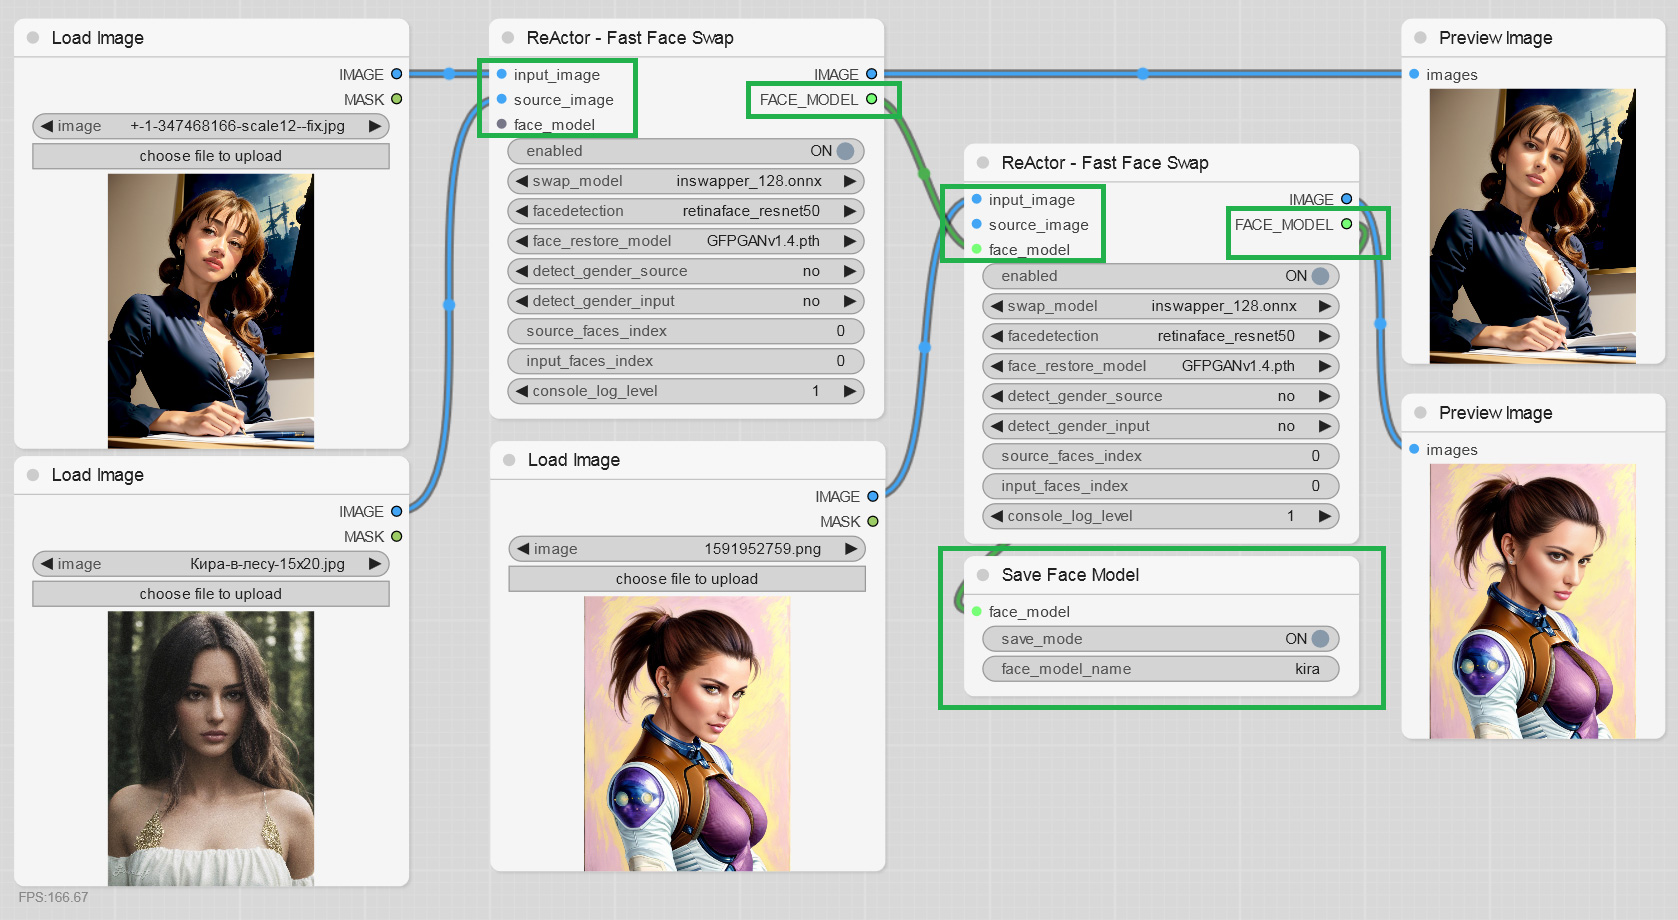 Load Image
IMAGE
MASK
image +-1-347468166-scale12--fix.jpg
choose file to upload
Load Image
IMAGE
MASK
image Кира-в-лесу-15x20.jpg
choose file to upload
FPS:166.67
ReActor - Fast Face Swap
input_image IMAGE
source_image FACE_MODEL
face_model
enabled ON
swap_model inswapper_128.onnx
facedetection retinaface_resnet50
face_restore_model GFPGANv1.4.pth
detect_gender_source no
detect_gender_input no
source_faces_index 0
input_faces_index 0
console_log_level 1
Load Image
IMAGE
MASK
image 1591952759.png
choose file to upload
ReActor - Fast Face Swap
input_image IMAGE
source_image FACE_MODEL
face_model
enabled ON
swap_model inswapper_128.onnx
facedetection retinaface_resnet50
face_restore_model GFPGANv1.4.pth
detect_gender_source no
detect_gender_input no
source_faces_index 0
input_faces_index 0
console_log_level 1
Save Face Model
face_model
save_mode ON
face_model_name kira
Preview Image
images
Preview Image
images